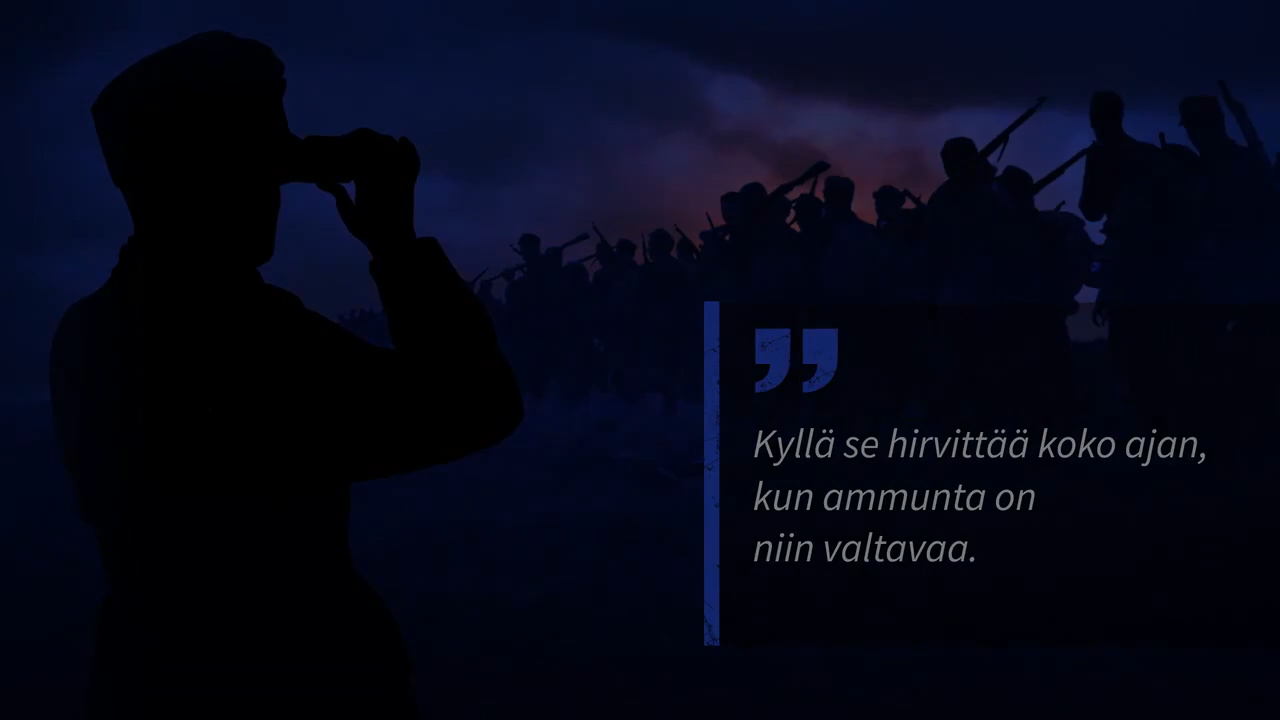 ”
Kyllä se hirvittää koko ajan,
kun ammunta on
niin valtavaa.